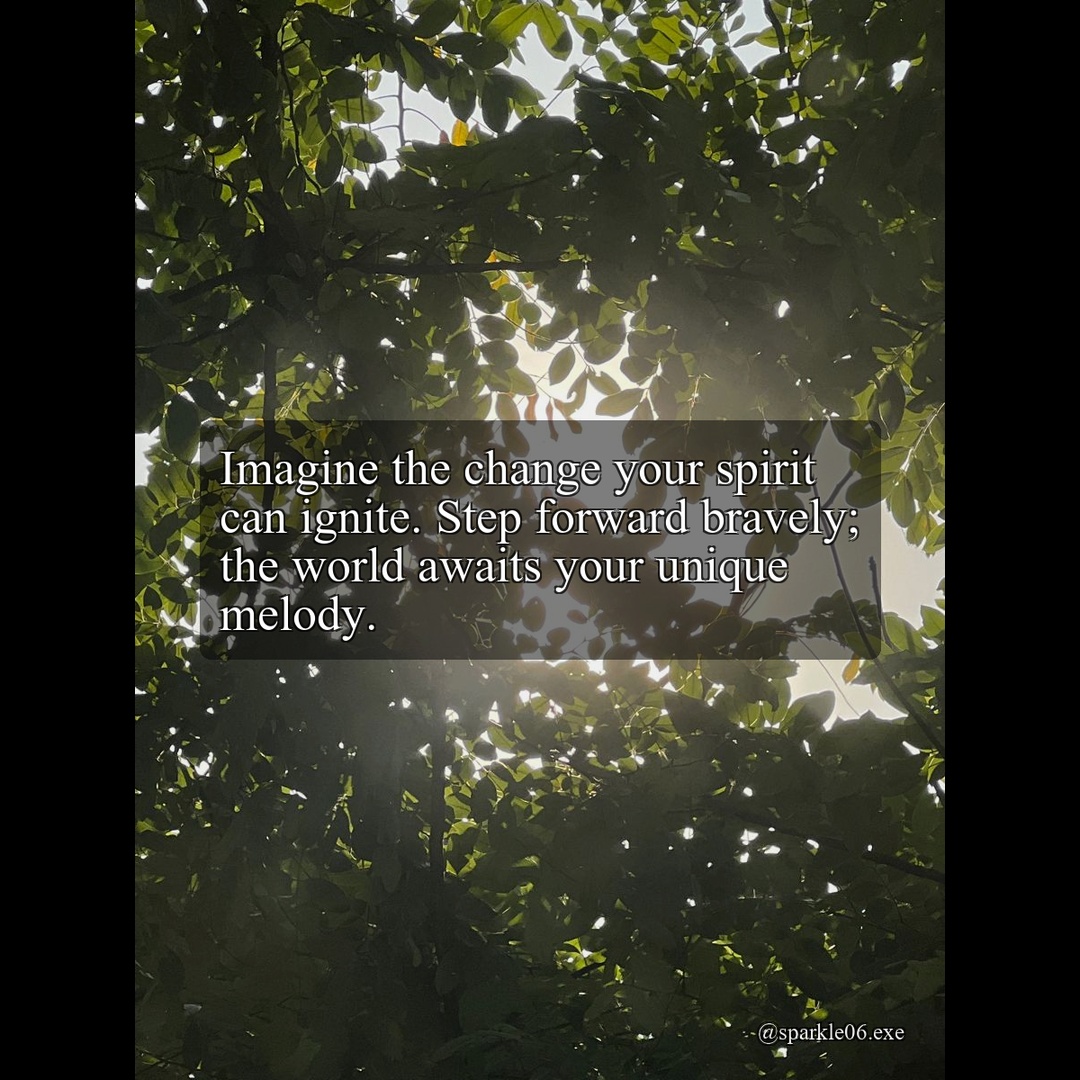 Imagine the change your spirit
can ignite. Step forward bravely;
the world awaits your unique
melody.
@sparkle06.exe